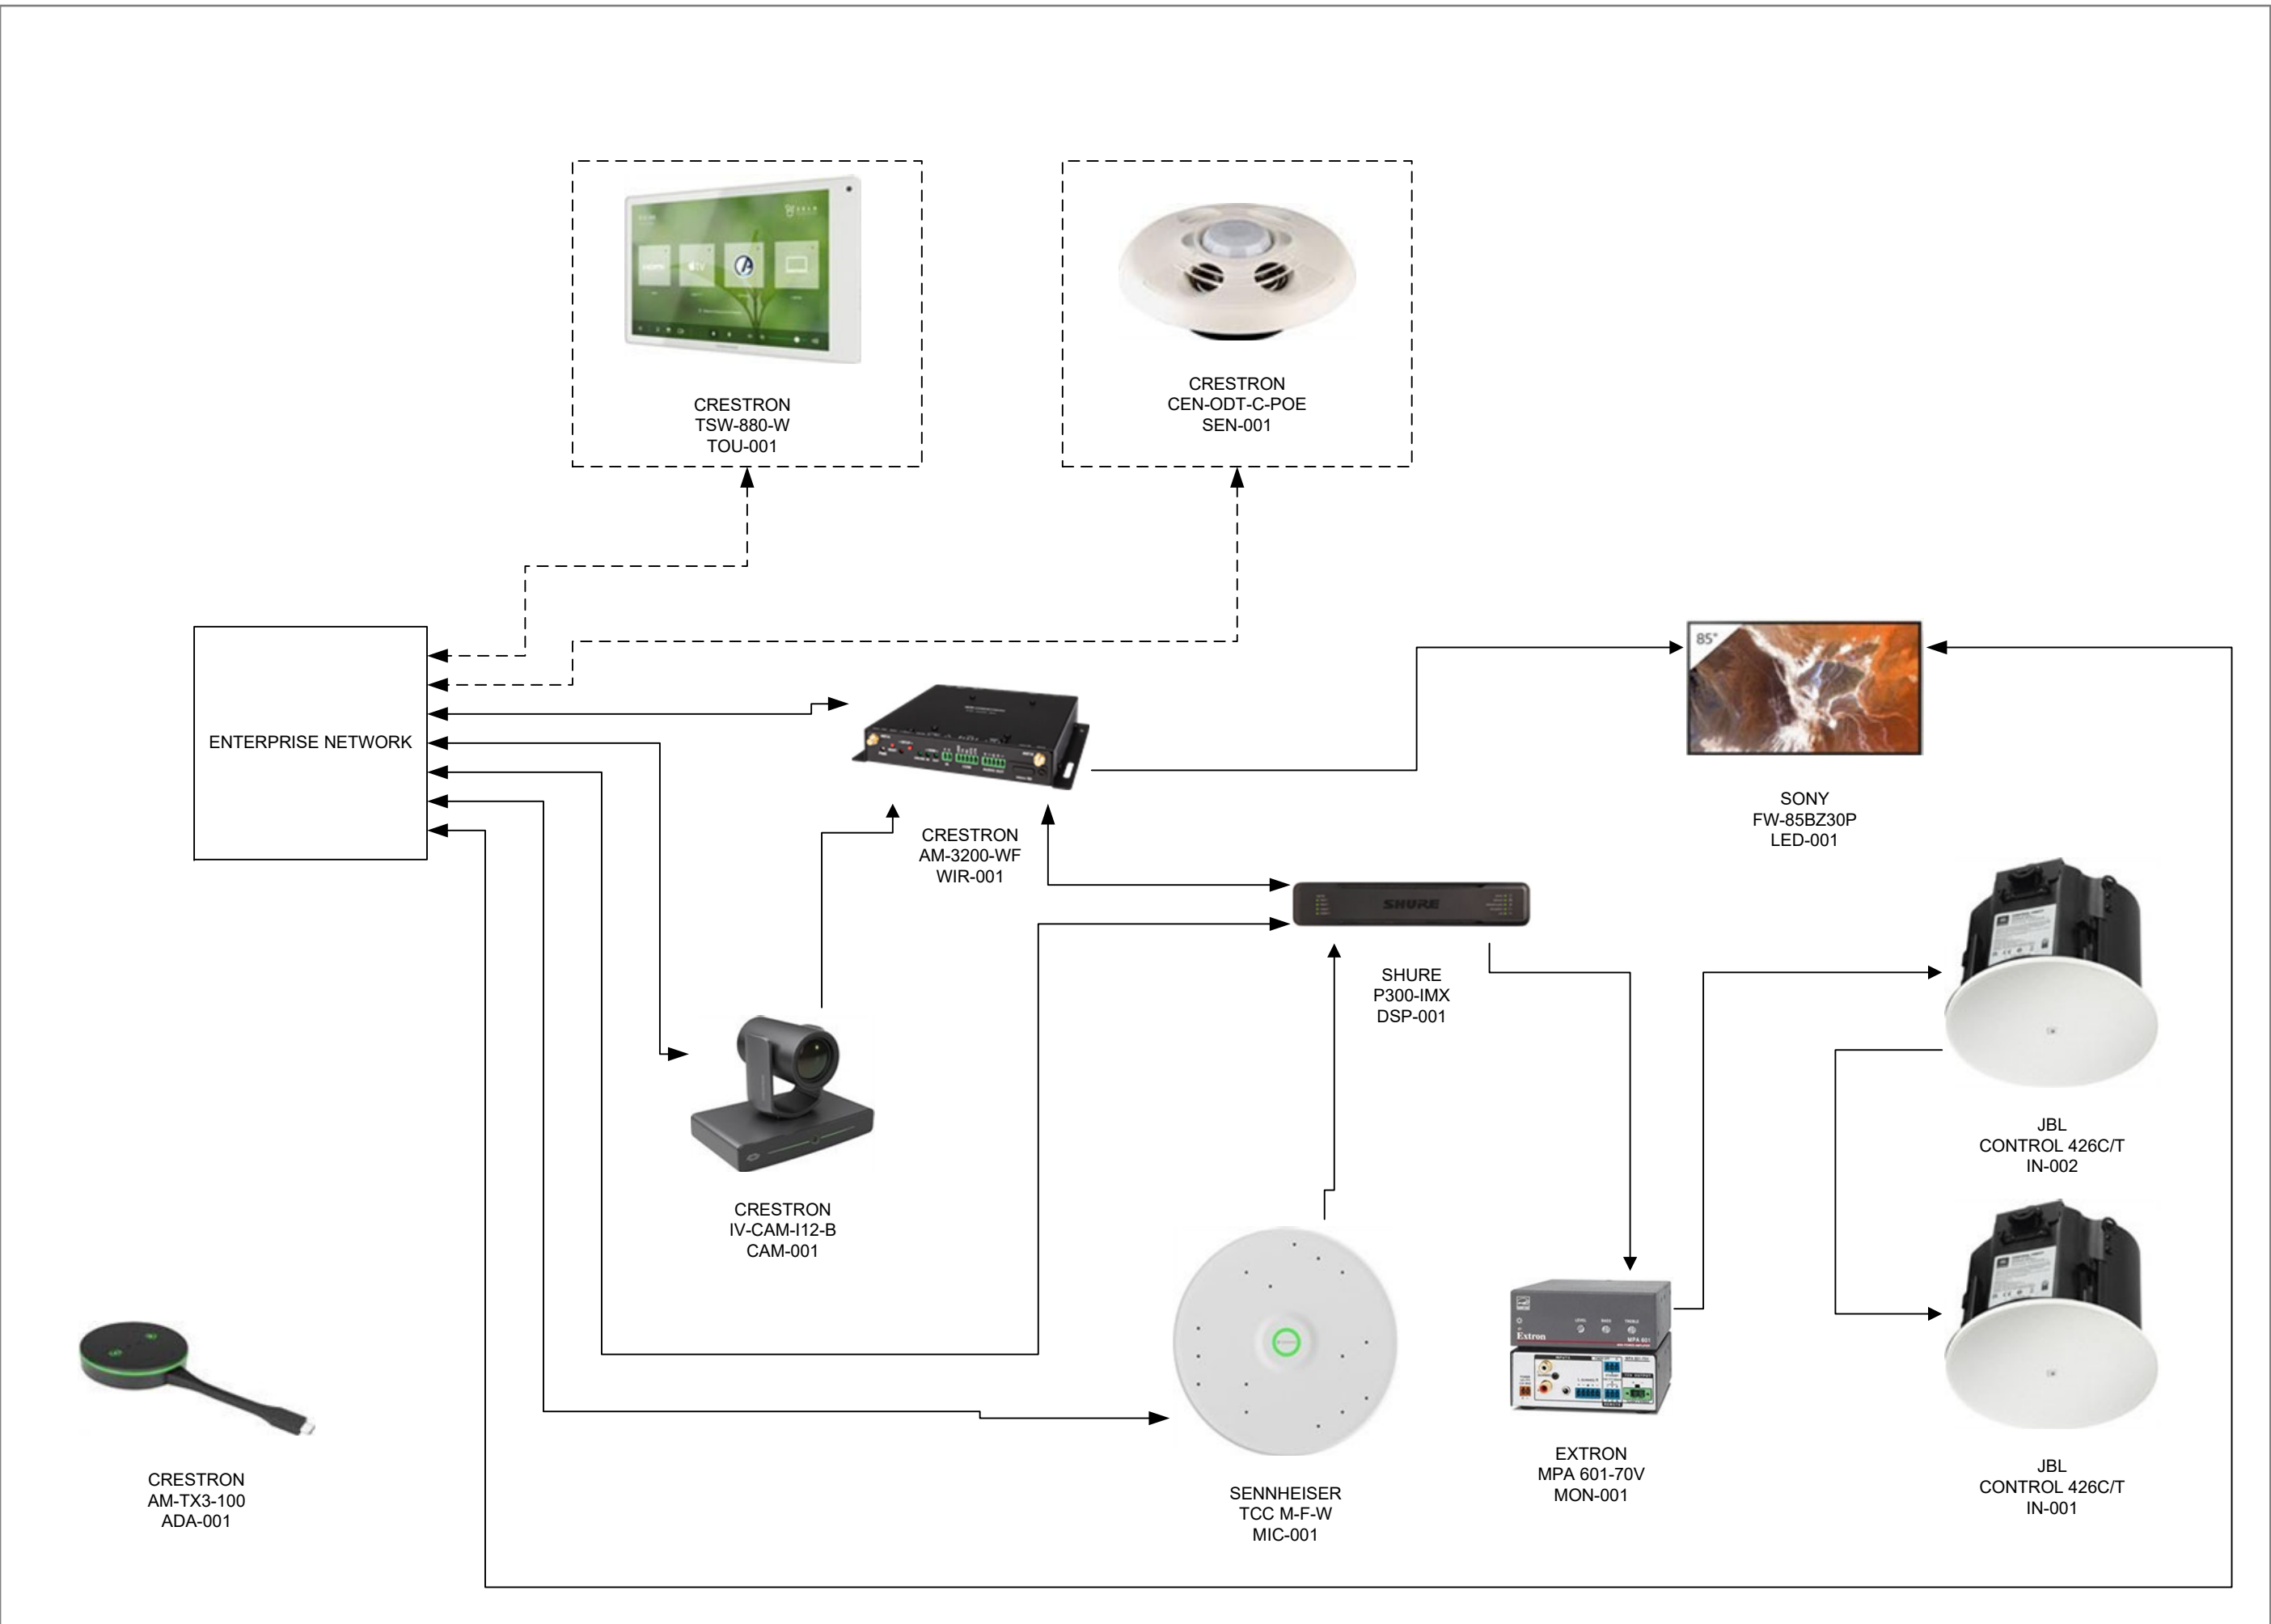 CRESTRON
TSW-880-W
TOU-001
CRESTRON
CEN-ODT-C-POE
SEN-001
ENTERPRISE NETWORK
CRESTRON
AM-3200-WF
WIR-001
85"
SONY
FW-85BZ30P
LED-001
SHURE
SHURE
P300-IMX
DSP-001
CRESTRON
IV-CAM-I12-B
CAM-001
JBL
CONTROL 426C/T
IN-002
Extron
MPA 601
EXTRON
MPA 601-70V
MON-001
JBL
CONTROL 426C/T
IN-001
CRESTRON
AM-TX3-100
ADA-001
SENNHEISER
TCC M-F-W
MIC-001